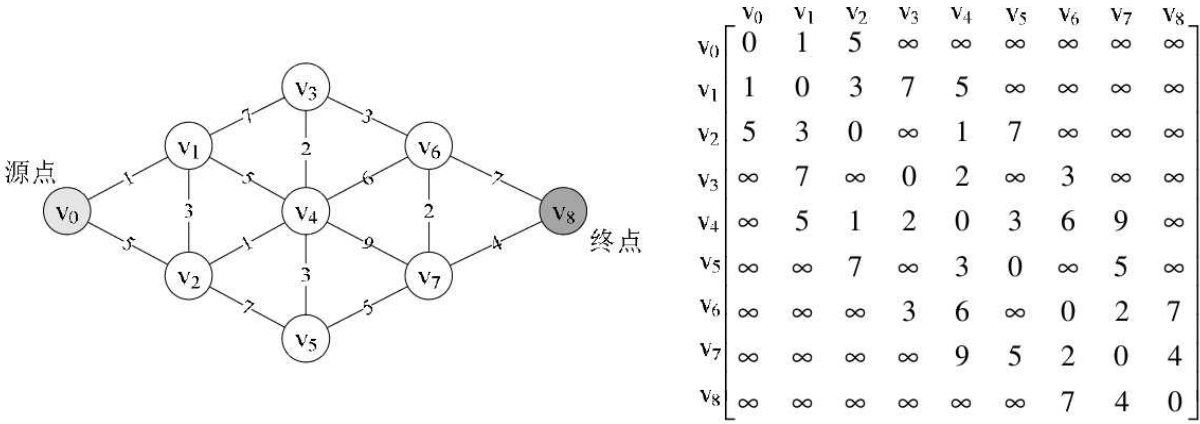 v3
7 3
v1 2 v6
源点 1 5 6 7
v0 3 v4 2 v8
5 1 3 9 4 终点
v2 v7
7 5
v5
v0 v1 v2 v3 v4 v5 v6 v7 v8
v0 0 1 5 ∞ ∞ ∞ ∞ ∞ ∞
v1 1 0 3 7 5 ∞ ∞ ∞ ∞
v2 5 3 0 ∞ 1 7 ∞ ∞ ∞
v3 ∞ 7 ∞ 0 2 ∞ 3 ∞ ∞
v4 ∞ 5 1 2 0 3 6 9 ∞
v5 ∞ ∞ 7 ∞ 3 0 ∞ 5 ∞
v6 ∞ ∞ ∞ 3 6 ∞ 0 2 7
v7 ∞ ∞ ∞ ∞ 9 5 2 0 4
v8 ∞ ∞ ∞ ∞ ∞ ∞ 7 4 0